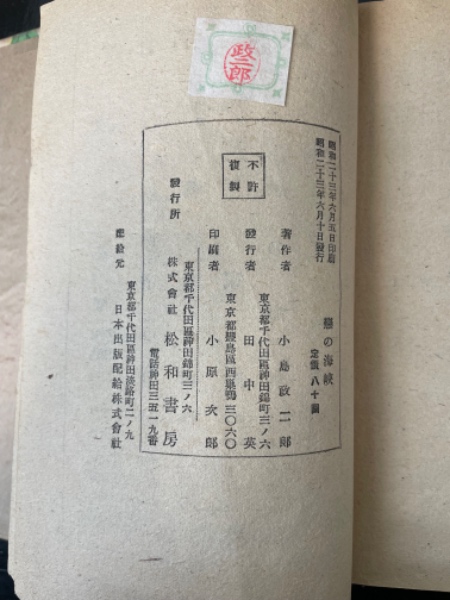 政二郎
昭和二十三年六月五日印刷
昭和二十三年六月十日發行
の海峽
定價八十圓
著作者 小島政二郎
東京都千代田區神田錦町三ノ六
發行者 田中英
東京都豊島區西巢鴨三〇六〇
印刷者 小原次郎
不許複製
東京都千代田區神田錦町三ノ六
發行所 株式會社 松和書房
電話神田三五一九番
東京都千代田區神田淡路町二ノ九
配給元 日本出版配給株式會社